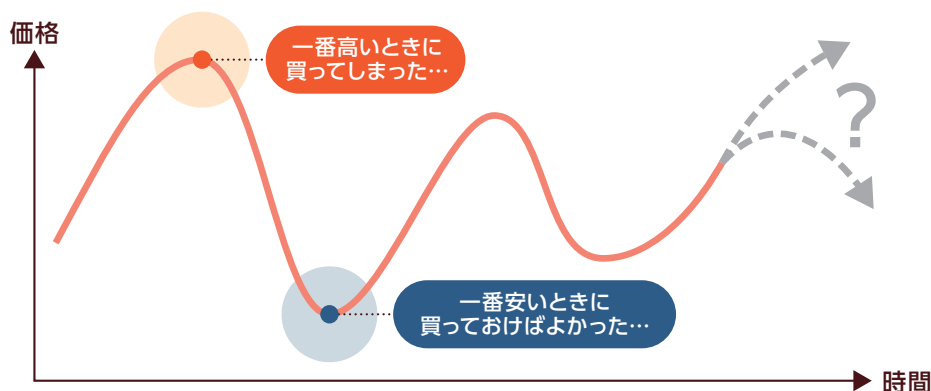 価格
一番高いときに
買ってしまった…
?
一番安いときに
買っておけばよかった…
時間